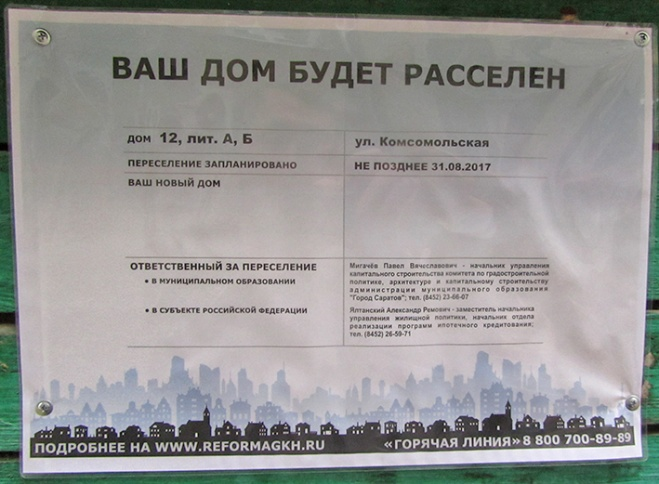 ВАШ ДОМ БУДЕТ РАССЕЛЕН
дом 12, лит. А, Б
ул. Комсомольская
ПЕРЕСЕЛЕНИЕ ЗАПЛАНИРОВАНО
НЕ ПОЗДНЕЕ 31.08.2017
ВАШ НОВЫЙ ДОМ
ОТВЕТСТВЕННЫЙ ЗА ПЕРЕСЕЛЕНИЕ
• В МУНИЦИПАЛЬНОМ ОБРАЗОВАНИИ
Мигачёв Павел Вячеславович - начальник управления
капитального строительства комитета по градостроительной
политике, архитектуре и капитальному строительству
администрации муниципального образования
"Город Саратов"; тел. (8452) 23-66-07
• В СУБЪЕКТЕ РОССИЙСКОЙ ФЕДЕРАЦИИ
Ялтанский Александр Ремович - заместитель начальника
управления жилищной политики, начальник отдела
реализации програмн ипотечного кредитования;
тел. (8452) 26-59-71
ПОДРОБНЕЕ НА WWW.REFORMAGKH.RU
«ГОРЯЧАЯ ЛИНИЯ» 8 800 700-89-89